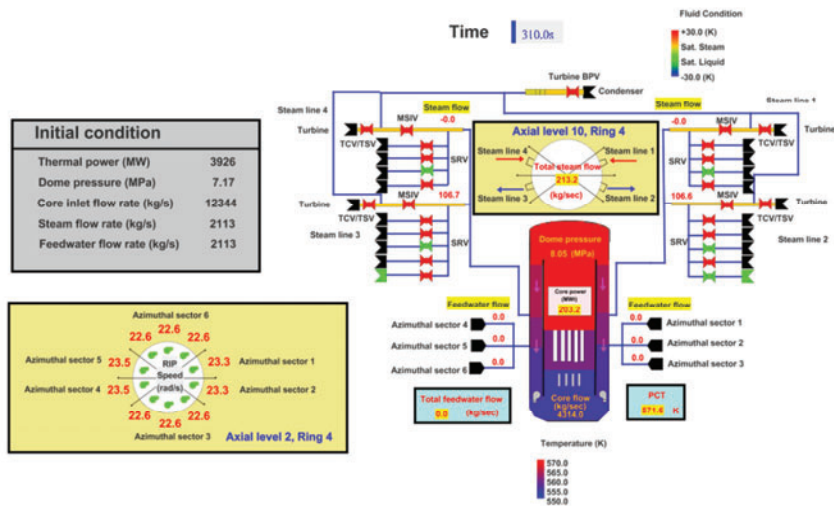 Time
310.0s
Fluid Condition
+30.0 (K)
Sat. Steam
Sat. Liquid
-30.0 (K)
Turbine BPV
Condenser
Steam line 4
Steam flow
-0.0
MSIV
Turbine
TCV/TSV
SRV
Steam flow
-0.0
MSIV
Steam line 1
Turbine
TCV/TSV
SRV
Initial condition
Thermal power (MW) 3926
Dome pressure (MPa) 7.17
Core inlet flow rate (kg/s) 12344
Steam flow rate (kg/s) 2113
Feedwater flow rate (kg/s) 2113
Axial level 10, Ring 4
Steam line 4
Steam line 1
Total steam flow
213.2
(kg/sec)
Steam line 3
Steam line 2
MSIV
106.7
Turbine
TCV/TSV
Steam line 3
SRV
106.6
MSIV
Turbine
TCV/TSV
Steam line 2
SRV
Dome pressure
8.05 (MPa)
Core power
(MWt)
203.2
Core flow
(kg/sec)
4314.0
Feedwater flow
0.0
Azimuthal sector 4
0.0
Azimuthal sector 5
0.0
Azimuthal sector 6
Feedwater flow
0.0
Azimuthal sector 1
0.0
Azimuthal sector 2
0.0
Azimuthal sector 3
Total feedwater flow
0.0 (kg/sec)
PCT
571.6 K
Azimuthal sector 6
22.6 22.6 22.6
Azimuthal sector 5 23.5 23.3 Azimuthal sector 1
RIP
Speed
(rad/s)
Azimuthal sector 4 23.5 23.3 Azimuthal sector 2
22.6 22.6 22.6
Azimuthal sector 3
Axial level 2, Ring 4
Temperature (K)
570.0
565.0
560.0
555.0
550.0